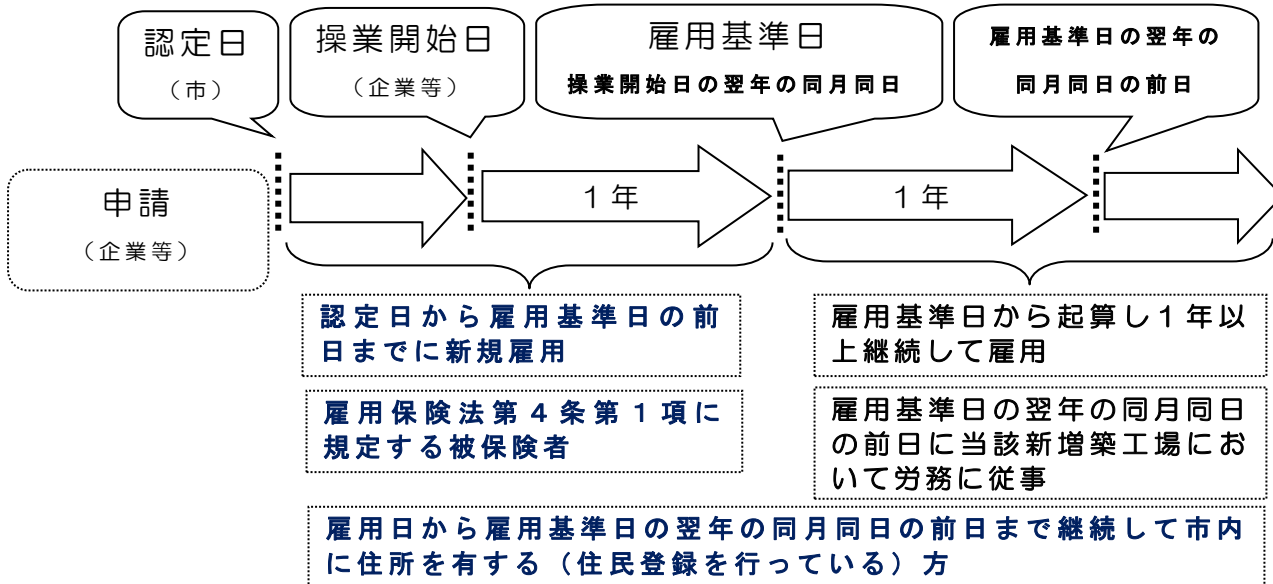 認定日
（市）
操業開始日
（企業等）
雇用基準日
操業開始日の翌年の同月同日
雇用基準日の翌年の
同月同日の前日
申請
（企業等）
１年
１年
認定日から雇用基準日の前
日までに新規雇用
雇用保険法第４条第１項に
規定する被保険者
雇用基準日から起算し１年以
上継続して雇用
雇用基準日の翌年の同月同日
の前日に当該新増築工場にお
いて労務に従事
雇用日から雇用基準日の翌年の同月同日の前日まで継続して市内
に住所を有する（住民登録を行っている）方